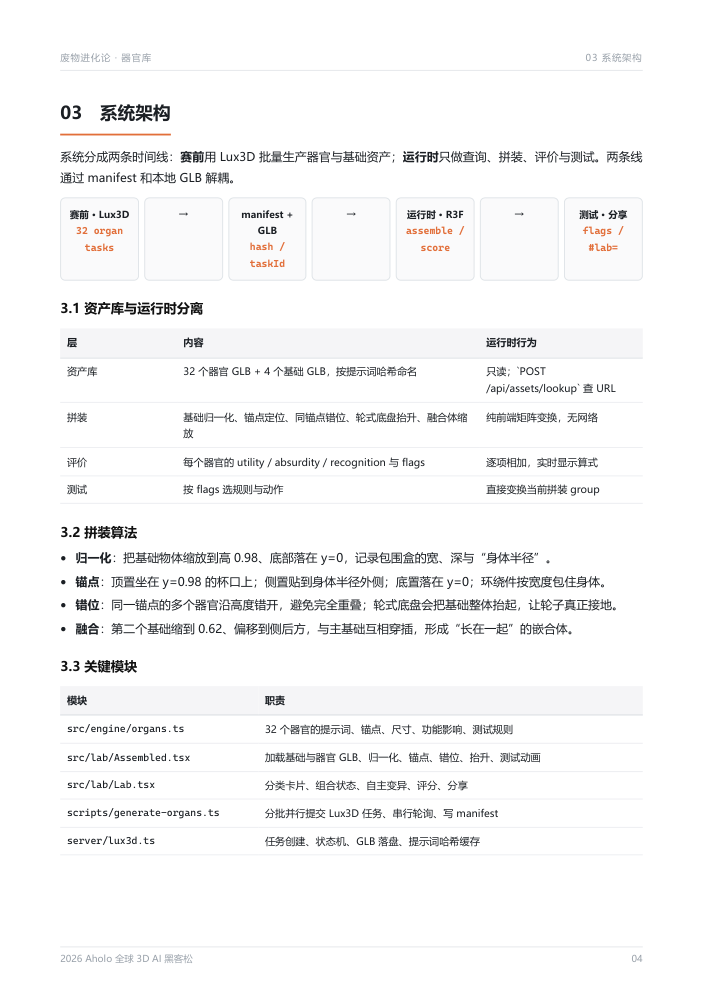 废物进化论 · 器官库
03 系统架构
03 系统架构
系统分成两条时间线：赛前用 Lux3D 批量生产器官与基础资产；运行时只做查询、拼装、评价与测试。两条线
通过 manifest 和本地 GLB 解耦。
赛前 · Lux3D
32 organ
tasks
→
manifest +
GLB
hash /
taskId
→
运行时 · R3F
assemble /
score
→
测试 · 分享
flags /
#lab=
3.1 资产库与运行时分离
层 内容 运行时行为
资产库 32 个器官 GLB + 4 个基础 GLB，按提示词哈希命名 只读；`POST
/api/assets/lookup` 查 URL
拼装 基础归一化、锚点定位、同锚点错位、轮式底盘抬升、融合体缩 纯前端矩阵变换，无网络
放
评价 每个器官的 utility / absurdity / recognition 与 flags 逐项相加，实时显示算式
测试 按 flags 选规则与动作 直接变换当前拼装 group
3.2 拼装算法
• 归一化：把基础物体缩放到高 0.98、底部落在 y=0，记录包围盒的宽、深与“身体半径”。
• 锚点：顶置坐在 y=0.98 的杯口上；侧置贴到身体半径外侧；底置落在 y=0；环绕件按宽度包住身体。
• 错位：同一锚点的多个器官沿高度错开，避免完全重叠；轮式底盘会把基础整体抬起，让轮子真正接地。
• 融合：第二个基础缩到 0.62、偏移到侧后方，与主基础互相穿插，形成“长在一起”的嵌合体。
3.3 关键模块
模块 职责
src/engine/organs.ts 32 个器官的提示词、锚点、尺寸、功能影响、测试规则
src/lab/Assembled.tsx 加载基础与器官 GLB、归一化、锚点、错位、抬升、测试动画
src/lab/Lab.tsx 分类卡片、组合状态、自主变异、评分、分享
scripts/generate-organs.ts 分批并行提交 Lux3D 任务、串行轮询、写 manifest
server/lux3d.ts 任务创建、状态机、GLB 落盘、提示词哈希缓存
2026 Aholo 全球 3D AI 黑客松
04